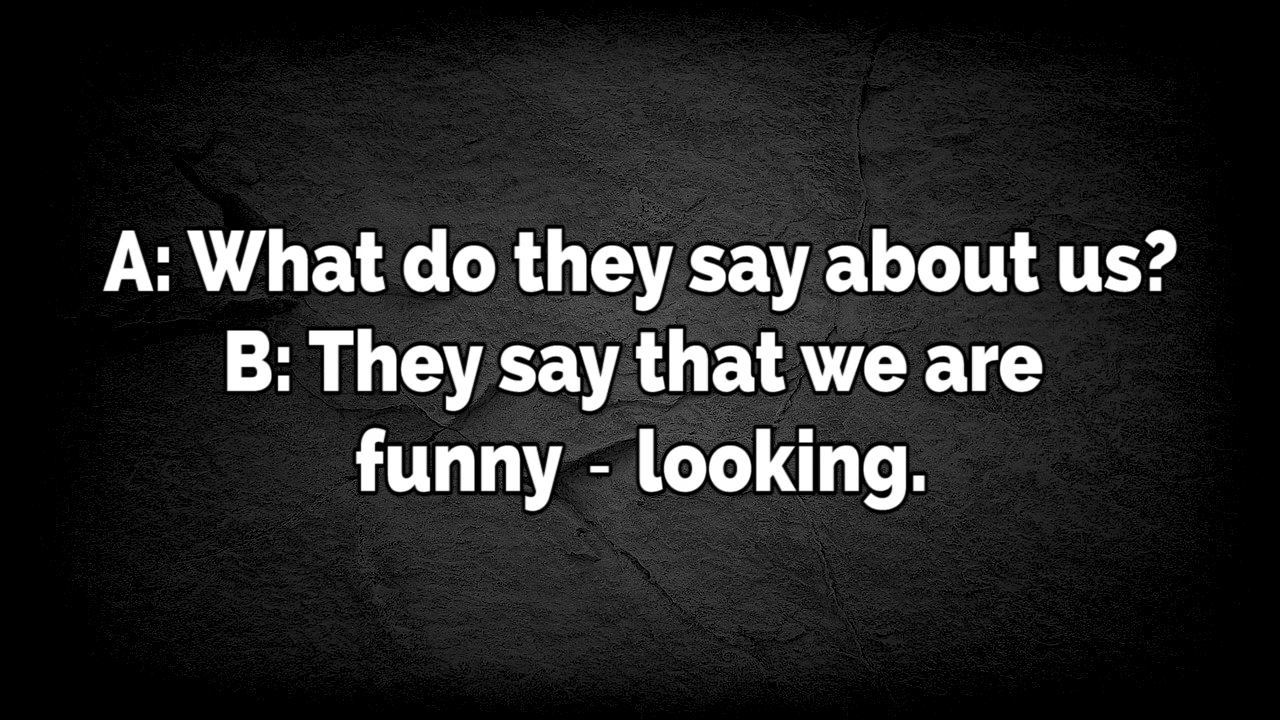 A: What do they say about us?
B: They say that we are
funny - looking.